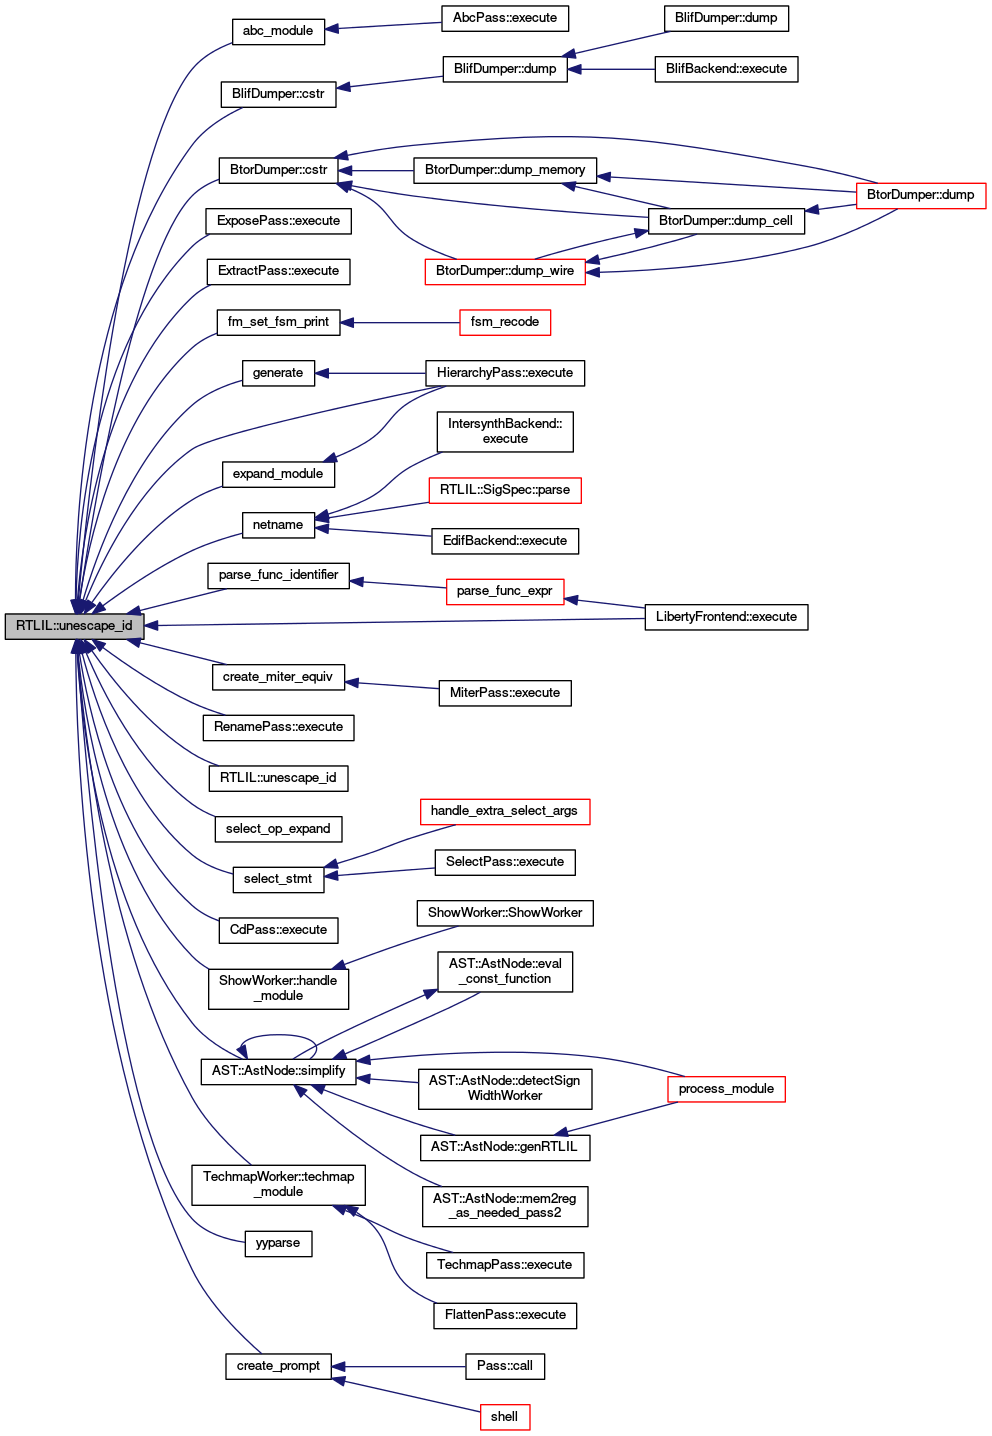 AbcPass::execute
BlifDumper::dump
abc_module
BlifDumper::dump
BlifBackend::execute
BlifDumper::cstr
BtorDumper::cstr
BtorDumper::dump_memory
BtorDumper::dump
ExposePass::execute
BtorDumper::dump_cell
ExtractPass::execute
BtorDumper::dump_wire
fm_set_fsm_print
fsm_recode
generate
HierarchyPass::execute
IntersynthBackend::
execute
expand_module
RTLIL::SigSpec::parse
netname
EdifBackend::execute
parse_func_identifier
parse_func_expr
LibertyFrontend::execute
RTLIL::unescape_id
create_miter_equiv
MiterPass::execute
RenamePass::execute
RTLIL::unescape_id
handle_extra_select_args
select_op_expand
SelectPass::execute
select_stmt
ShowWorker::ShowWorker
CdPass::execute
AST::AstNode::eval
_const_function
ShowWorker::handle
_module
AST::AstNode::simplify
AST::AstNode::detectSign
WidthWorker
process_module
AST::AstNode::genRTLIL
TechmapWorker::techmap
_module
AST::AstNode::mem2reg
_as_needed_pass2
yyparse
TechmapPass::execute
FlattenPass::execute
create_prompt
Pass::call
shell